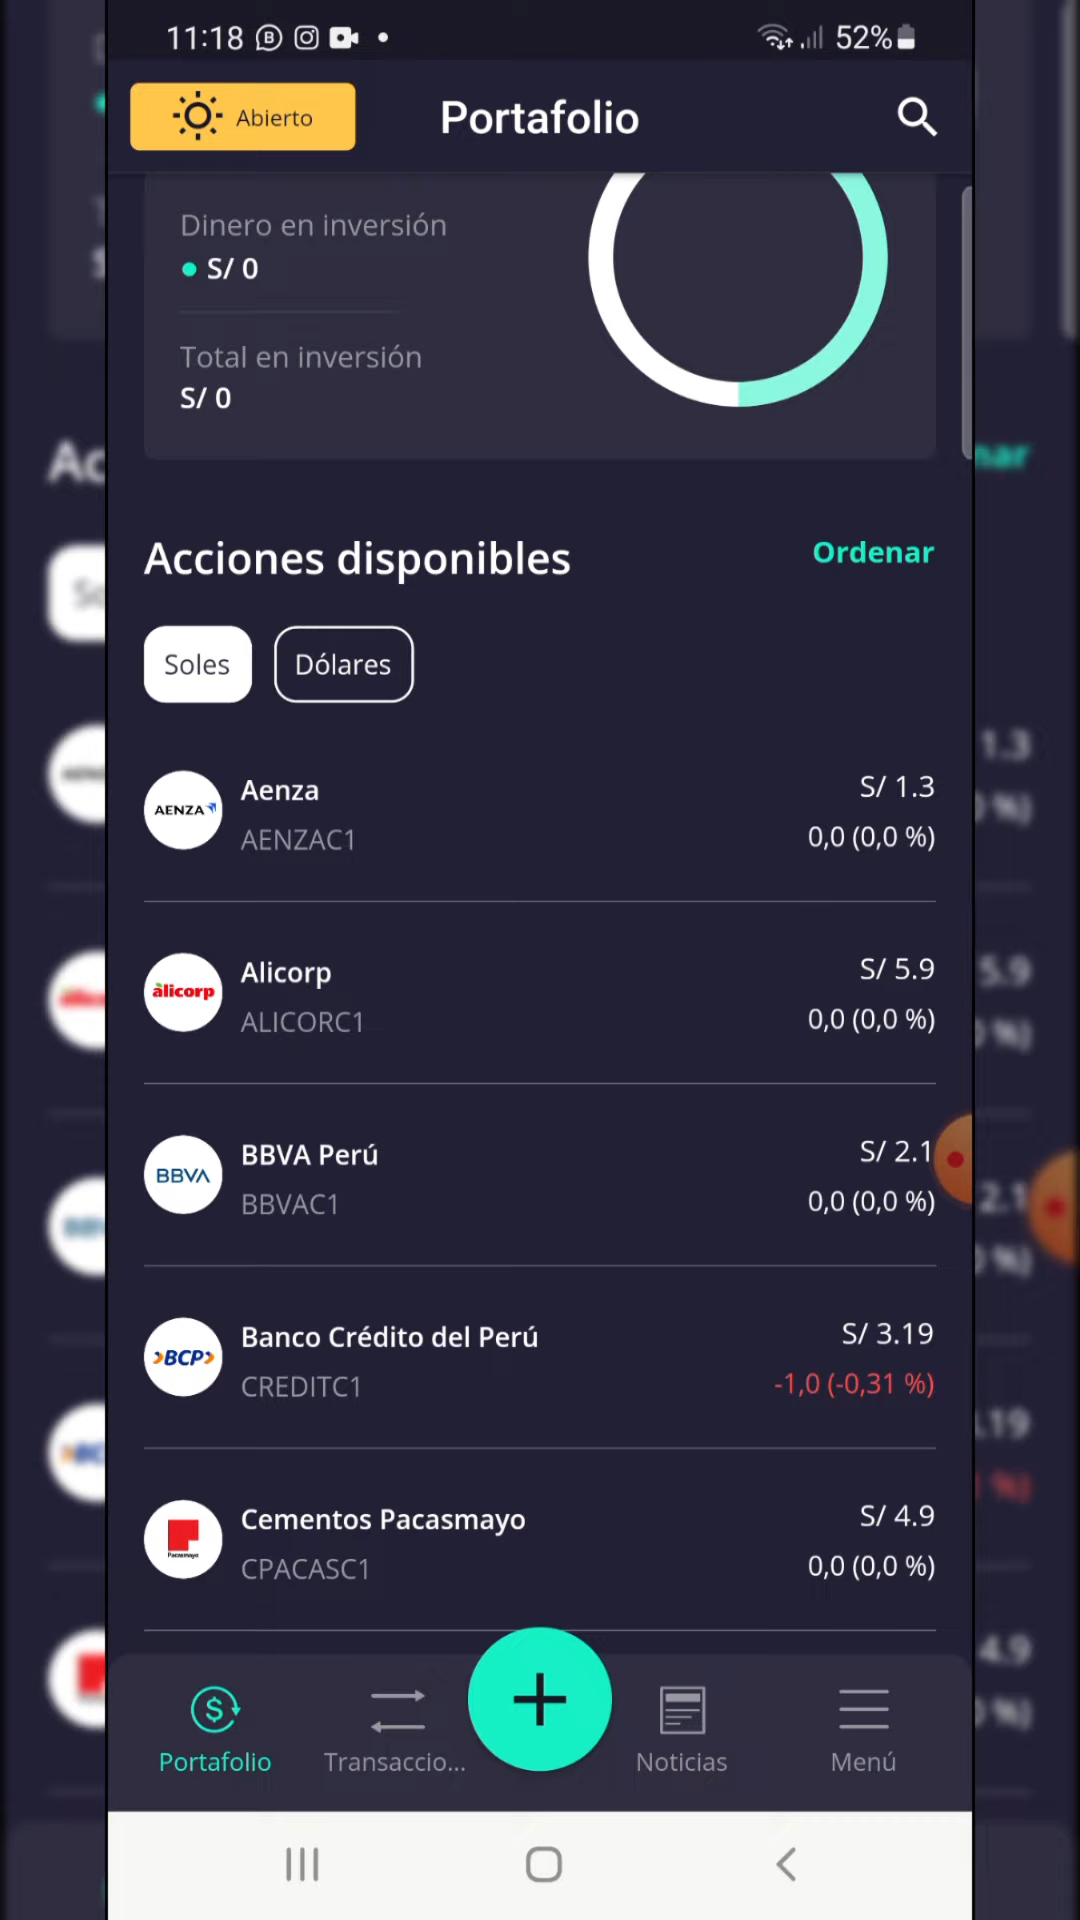 11:18
52%
Abierto
Portafolio
Dinero en inversión
S/ 0
Total en inversión
S/ 0
Acciones disponibles
Ordenar
Soles
Dólares
AENZA
Aenza
S/ 1.3
AENZAC1
0,0 (0,0 %)
alicorp
Alicorp
S/ 5.9
ALICORC1
0,0 (0,0 %)
BBVA
BBVA Perú
S/ 2.1
BBVAC1
0,0 (0,0 %)
BCP
Banco Crédito del Perú
S/ 3.19
CREDITC1
-1,0 (-0,31 %)
Pacasmayo
Cementos Pacasmayo
S/ 4.9
CPACASC1
0,0 (0,0 %)
Portafolio
Transaccio...
Noticias
Menú